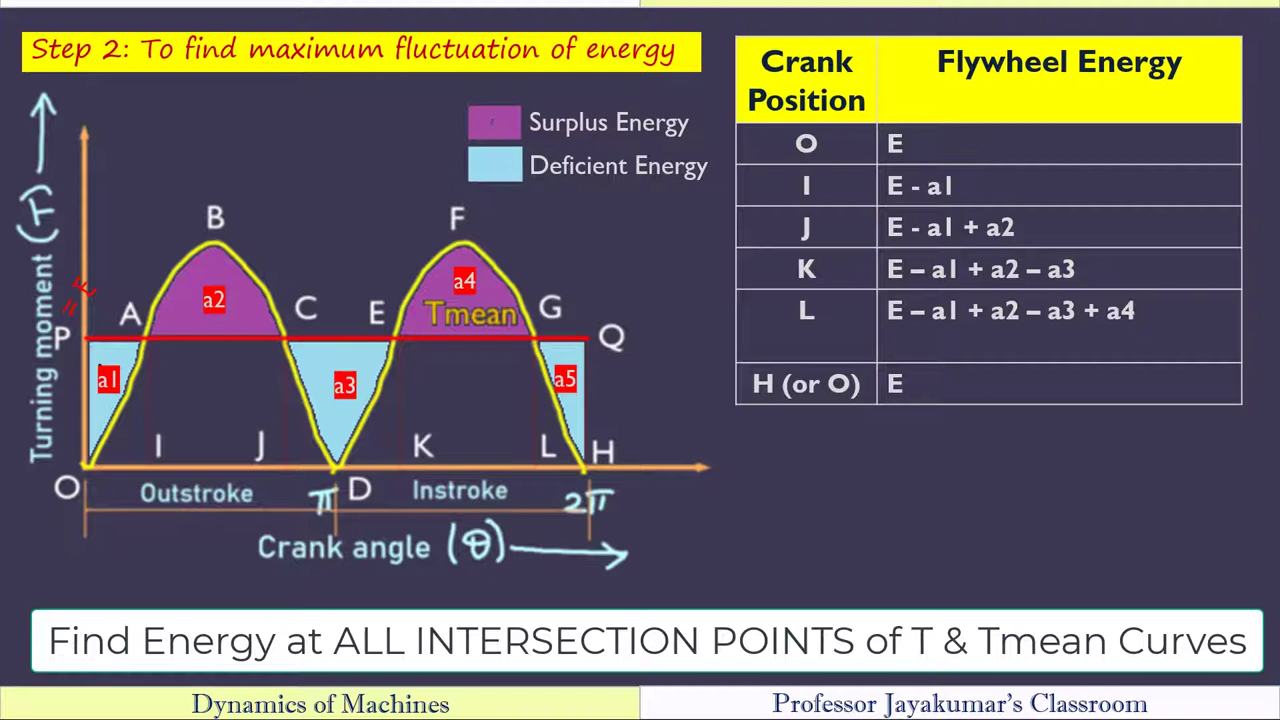 Step 2: To find maximum fluctuation of energy
Surplus Energy
Deficient Energy
Turning moment (T)
= E
B
F
A
C
E
G
P
Q
a2
a4
Tmean
a1
a3
a5
I
J
K
L
H
O
Outstroke
π
D
Instroke
2π
Crank angle (θ)
Crank Position
Flywheel Energy
O
E
I
E - a1
J
E - a1 + a2
K
E – a1 + a2 – a3
L
E – a1 + a2 – a3 + a4
H (or O)
E
Find Energy at ALL INTERSECTION POINTS of T & Tmean Curves
Dynamics of Machines
Professor Jayakumar's Classroom